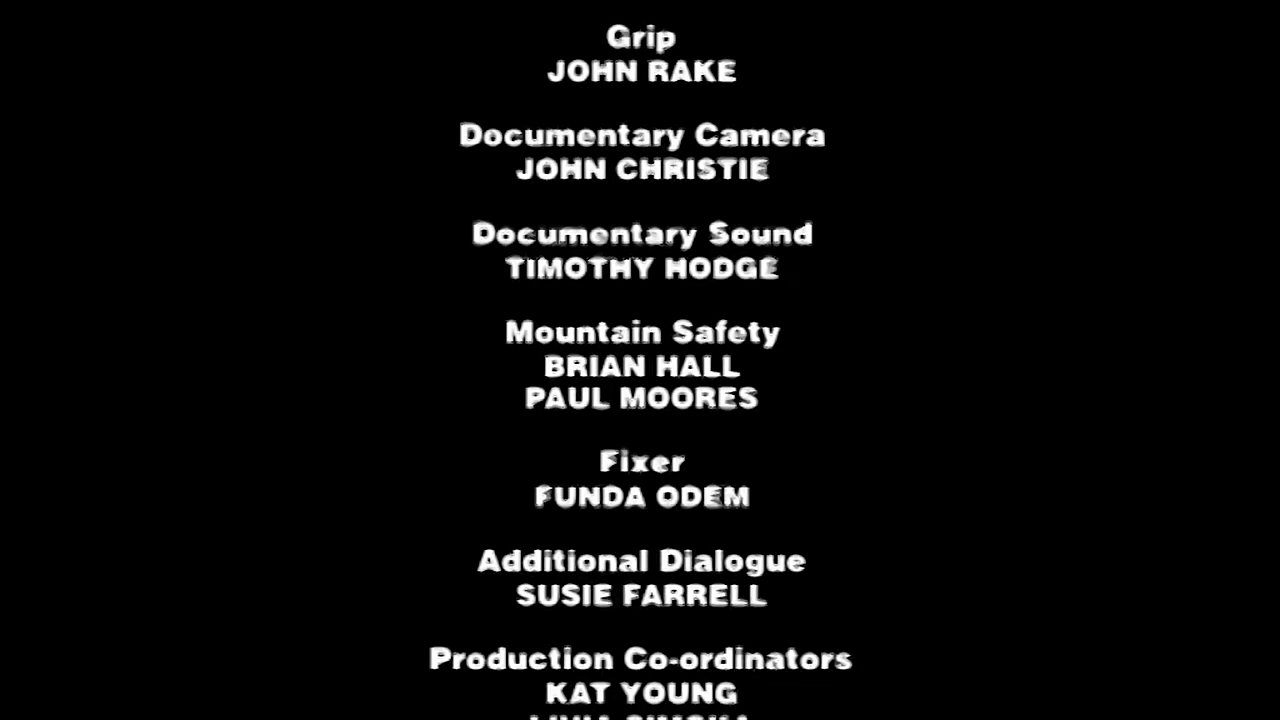 Grip
JOHN RAKE
Documentary Camera
JOHN CHRISTIE
Documentary Sound
TIMOTHY HODGE
Mountain Safety
BRIAN HALL
PAUL MOORES
Fixer
FUNDA ODEM
Additional Dialogue
SUSIE FARRELL
Production Co-ordinators
KAT YOUNG